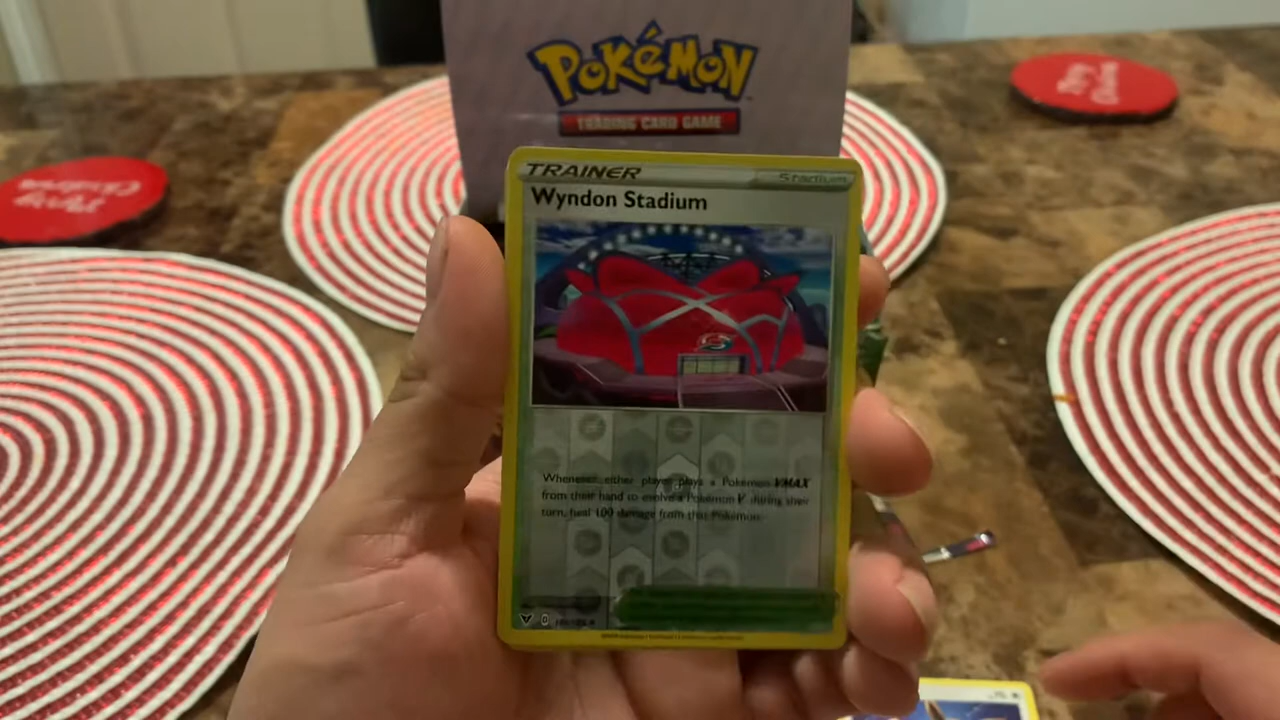 POKéMON
TRADING CARD GAME
TRAINER
Stadium
Wyndon Stadium
Whenever either player plays a Pokémon VMAX
from their hand to evolve a Pokémon V during their
turn, heal 100 damage from that Pokémon.